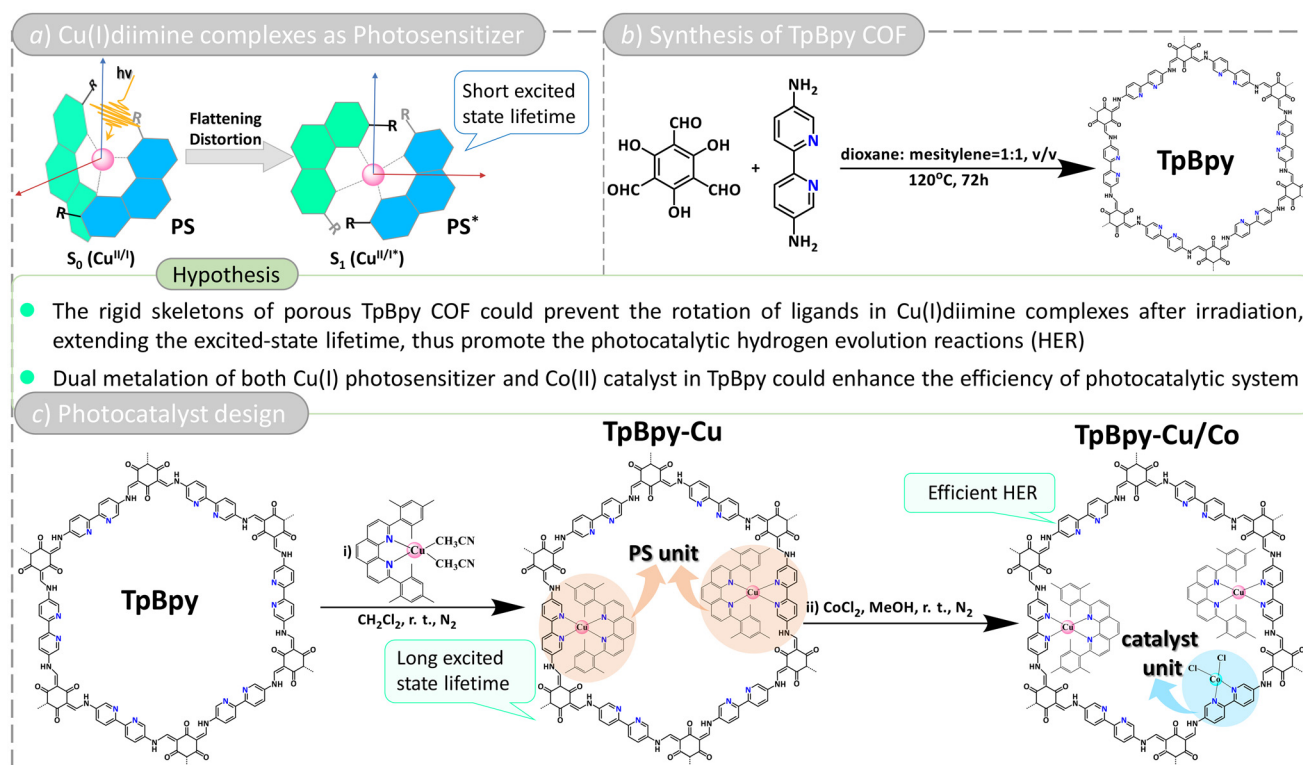 a) Cu(I)diimine complexes as Photosensitizer
hν
R
R
R
PS
S₀ (Cuᴵᴵ/ᴵ)
Flattening
Distortion
R
R
R
PS*
S₁ (Cuᴵᴵ/ᴵ*)
Short excited
state lifetime
b) Synthesis of TpBpy COF
CHO
HO
OH
OHC
CHO
OH
+
NH₂
N
N
NH₂
dioxane: mesitylene=1:1, v/v
120°C, 72h
TpBpy
Hypothesis
The rigid skeletons of porous TpBpy COF could prevent the rotation of ligands in Cu(I)diimine complexes after irradiation,
extending the excited-state lifetime, thus promote the photocatalytic hydrogen evolution reactions (HER)
Dual metalation of both Cu(I) photosensitizer and Co(II) catalyst in TpBpy could enhance the efficiency of photocatalytic system
c) Photocatalyst design
TpBpy
i)
N
N
Cu
CH₃CN
CH₃CN
CH₂Cl₂, r. t., N₂
TpBpy-Cu
PS unit
Cu
Cu
Long excited
state lifetime
ii) CoCl₂, MeOH, r. t., N₂
TpBpy-Cu/Co
Efficient HER
Cu
Cu
catalyst
unit
Cl
Cl
Co